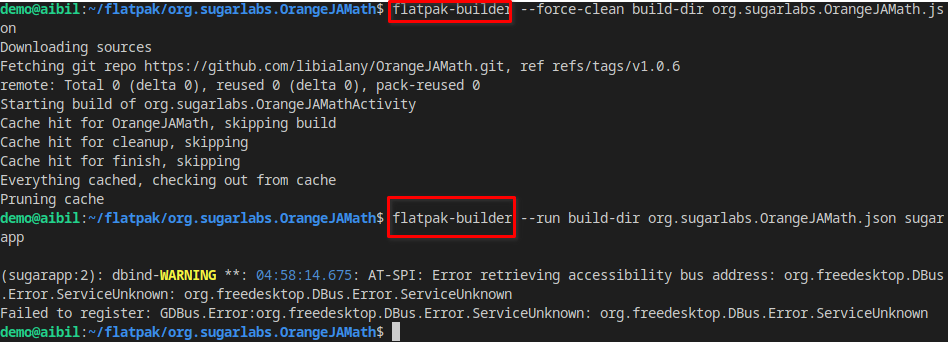 demo@aibil:~/flatpak/org.sugarlabs.OrangeJAMath$ flatpak-builder --force-clean build-dir org.sugarlabs.OrangeJAMath.js
on
Downloading sources
Fetching git repo https://github.com/libialany/OrangeJAMath.git, ref refs/tags/v1.0.6
remote: Total 0 (delta 0), reused 0 (delta 0), pack-reused 0
Starting build of org.sugarlabs.OrangeJAMathActivity
Cache hit for OrangeJAMath, skipping build
Cache hit for cleanup, skipping
Cache hit for finish, skipping
Everything cached, checking out from cache
Pruning cache
demo@aibil:~/flatpak/org.sugarlabs.OrangeJAMath$ flatpak-builder --run build-dir org.sugarlabs.OrangeJAMath.json sugar
app
(sugarapp:2): dbind-WARNING **: 04:58:14.675: AT-SPI: Error retrieving accessibility bus address: org.freedesktop.DBus
.Error.ServiceUnknown: org.freedesktop.DBus.Error.ServiceUnknown
Failed to register: GDBus.Error:org.freedesktop.DBus.Error.ServiceUnknown: org.freedesktop.DBus.Error.ServiceUnknown
demo@aibil:~/flatpak/org.sugarlabs.OrangeJAMath$